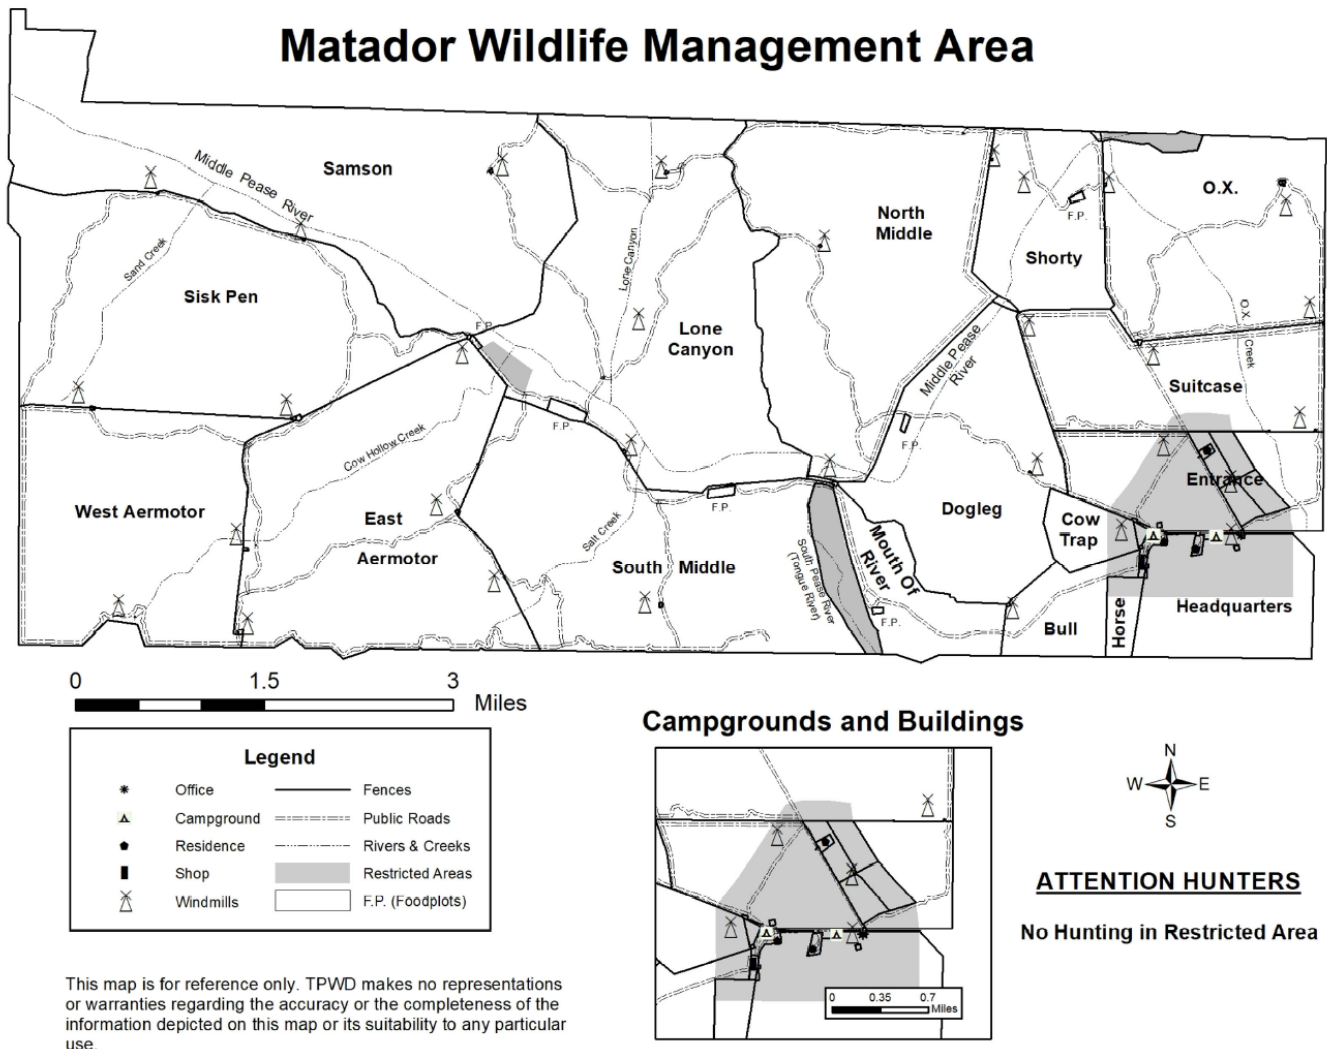 Matador Wildlife Management Area
Samson
Middle Pease River
Sand Creek
Sisk Pen
F.P.
Lone Canyon
Lone
Canyon
North
Middle
Shorty
F.P.
O.X.
O.X. Creek
Middle Pease
River
Suitcase
F.P.
F.P.
Cow Hollow Creek
West Aermotor
East
Aermotor
Salt Creek
F.P.
South Middle
South Pease River
(Tongue River)
Mouth Of
River
F.P.
Dogleg
Cow
Trap
Entrance
Bull
Horse
Headquarters
0 1.5 3
Miles
Legend
Office
Campground
Residence
Shop
Windmills
Fences
Public Roads
Rivers & Creeks
Restricted Areas
F.P. (Foodplots)
Campgrounds and Buildings
0 0.35 0.7
Miles
N
W E
S
ATTENTION HUNTERS
No Hunting in Restricted Area
This map is for reference only. TPWD makes no representations
or warranties regarding the accuracy or the completeness of the
information depicted on this map or its suitability to any particular
use.